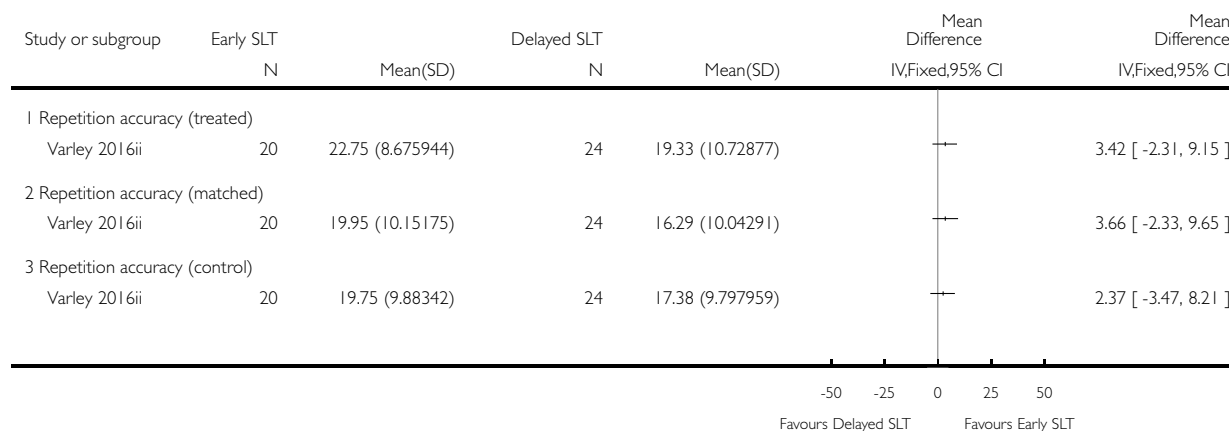 Study or subgroup Early SLT Delayed SLT Mean Difference Mean Difference
N Mean(SD) N Mean(SD) IV,Fixed,95% CI IV,Fixed,95% CI
1 Repetition accuracy (treated)
Varley 2016ii 20 22.75 (8.675944) 24 19.33 (10.72877) 3.42 [ -2.31, 9.15 ]
2 Repetition accuracy (matched)
Varley 2016ii 20 19.95 (10.15175) 24 16.29 (10.04291) 3.66 [ -2.33, 9.65 ]
3 Repetition accuracy (control)
Varley 2016ii 20 19.75 (9.88342) 24 17.38 (9.797959) 2.37 [ -3.47, 8.21 ]
-50 -25 0 25 50
Favours Delayed SLT Favours Early SLT